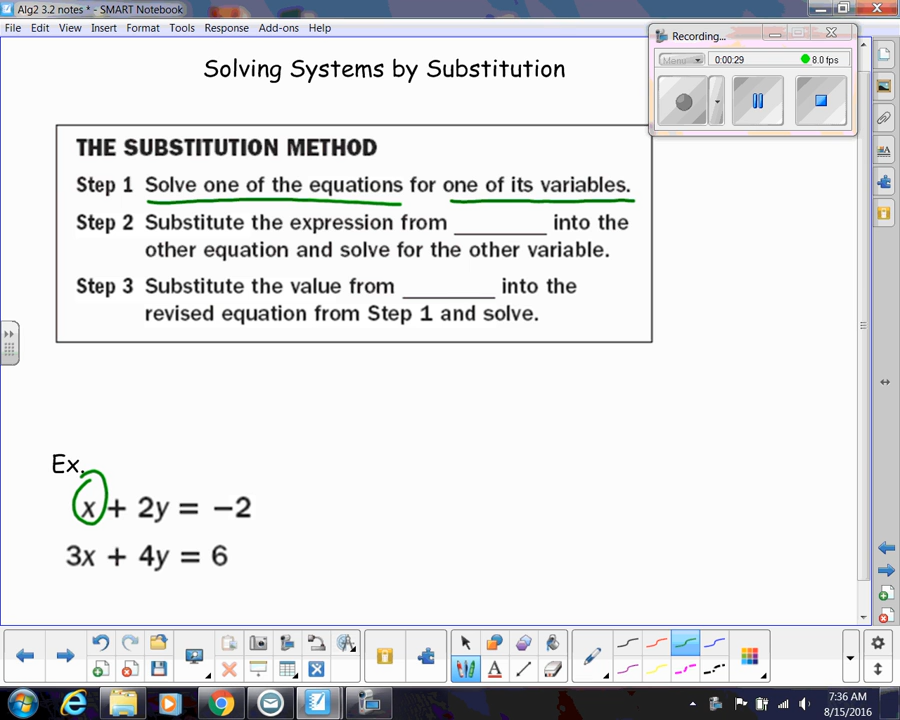 Alg2 3.2 notes * - SMART Notebook
File Edit View Insert Format Tools Response Add-ons Help
Recording...
Menu 0:00:29 8.0 fps
Solving Systems by Substitution
THE SUBSTITUTION METHOD
Step 1 Solve one of the equations for one of its variables.
Step 2 Substitute the expression from ________ into the
other equation and solve for the other variable.
Step 3 Substitute the value from ________ into the
revised equation from Step 1 and solve.
Ex.
x + 2y = −2
3x + 4y = 6
7:36 AM
8/15/2016